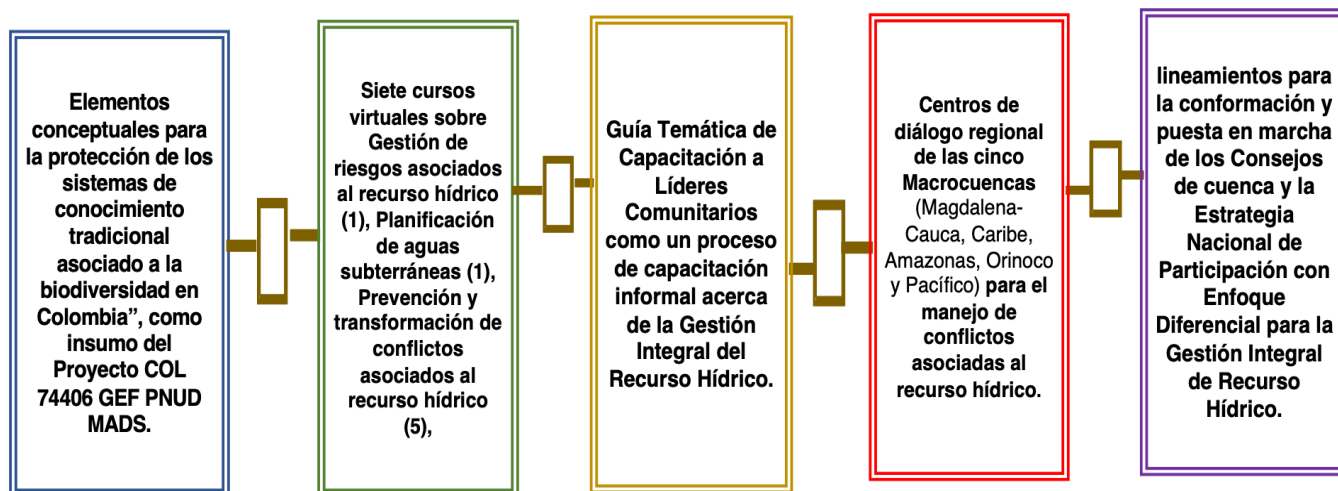 Elementos
conceptuales para
la protección de los
sistemas de
conocimiento
tradicional
asociado a la
biodiversidad en
Colombia”, como
insumo del
Proyecto COL
74406 GEF PNUD
MADS.
Siete cursos
virtuales sobre
Gestión de
riesgos asociados
al recurso hídrico
(1), Planificación
de aguas
subterráneas (1),
Prevención y
transformación de
conflictos
asociados al
recurso hídrico
(5),
Guía Temática de
Capacitación a
Líderes
Comunitarios
como un proceso
de capacitación
informal acerca
de la Gestión
Integral del
Recurso Hídrico.
Centros de
diálogo regional
de las cinco
Macrocuencas
(Magdalena-
Cauca, Caribe,
Amazonas, Orinoco
y Pacífico) para el
manejo de
conflictos
asociadas al
recurso hídrico.
lineamientos para
la conformación y
puesta en marcha
de los Consejos
de cuenca y la
Estrategia
Nacional de
Participación con
Enfoque
Diferencial para la
Gestión Integral
de Recurso
Hídrico.